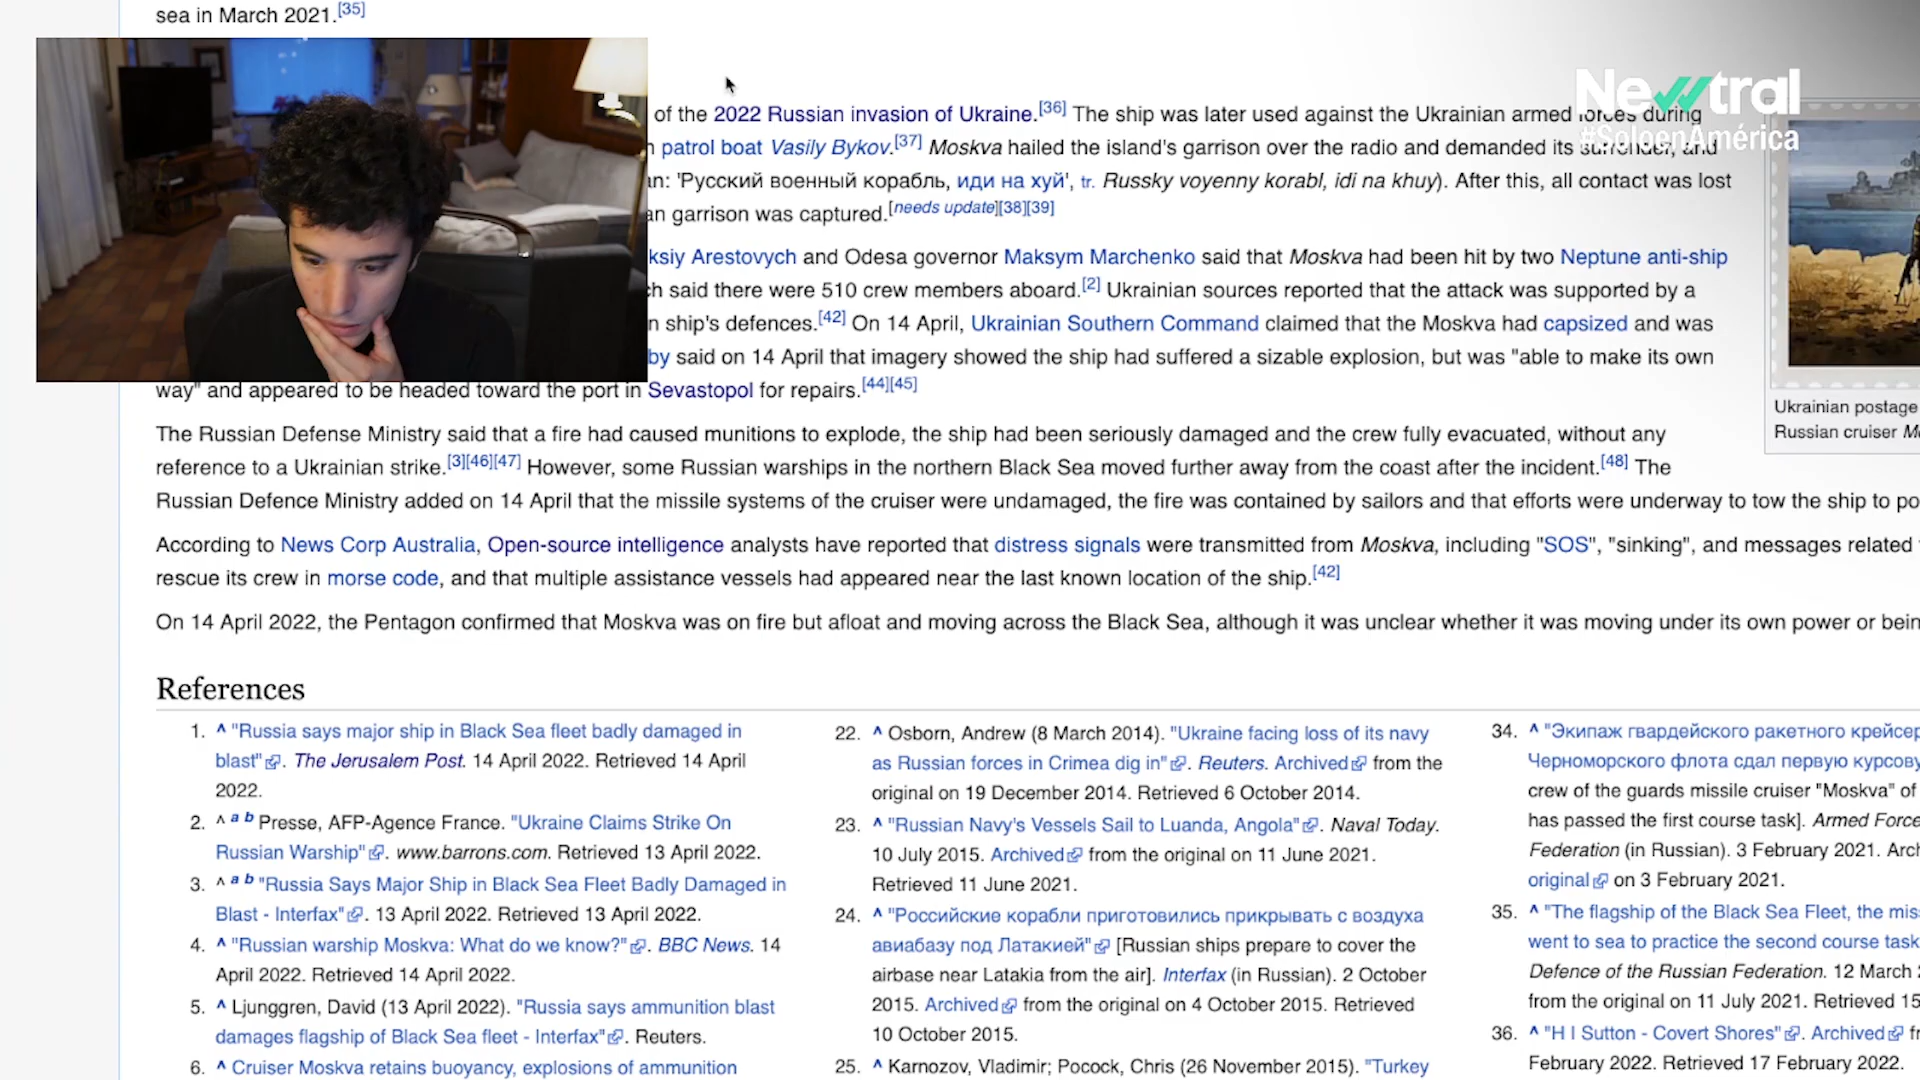 sea in March 2021.[35]
Newtral
#SoloenAmérica
of the 2022 Russian invasion of Ukraine.[36] The ship was later used against the Ukrainian armed forces during
patrol boat Vasily Bykov.[37] Moskva hailed the island's garrison over the radio and demanded its surrender, and
n: 'Русский военный корабль, иди на хуй', tr. Russky voyenny korabl, idi na khuy). After this, all contact was lost
an garrison was captured.[needs update][38][39]
ksiy Arestovych and Odesa governor Maksym Marchenko said that Moskva had been hit by two Neptune anti-ship
h said there were 510 crew members aboard.[2] Ukrainian sources reported that the attack was supported by a
n ship's defences.[42] On 14 April, Ukrainian Southern Command claimed that the Moskva had capsized and was
by said on 14 April that imagery showed the ship had suffered a sizable explosion, but was "able to make its own
way" and appeared to be headed toward the port in Sevastopol for repairs.[44][45]
Ukrainian postage
Russian cruiser Mo
The Russian Defense Ministry said that a fire had caused munitions to explode, the ship had been seriously damaged and the crew fully evacuated, without any
reference to a Ukrainian strike.[3][46][47] However, some Russian warships in the northern Black Sea moved further away from the coast after the incident.[48] The
Russian Defence Ministry added on 14 April that the missile systems of the cruiser were undamaged, the fire was contained by sailors and that efforts were underway to tow the ship to po
According to News Corp Australia, Open-source intelligence analysts have reported that distress signals were transmitted from Moskva, including "SOS", "sinking", and messages related
rescue its crew in morse code, and that multiple assistance vessels had appeared near the last known location of the ship.[42]
On 14 April 2022, the Pentagon confirmed that Moskva was on fire but afloat and moving across the Black Sea, although it was unclear whether it was moving under its own power or bein
References
1. ^ "Russia says major ship in Black Sea fleet badly damaged in
blast". The Jerusalem Post. 14 April 2022. Retrieved 14 April
2022.
2. ^ a b Presse, AFP-Agence France. "Ukraine Claims Strike On
Russian Warship". www.barrons.com. Retrieved 13 April 2022.
3. ^ a b "Russia Says Major Ship in Black Sea Fleet Badly Damaged in
Blast - Interfax". 13 April 2022. Retrieved 13 April 2022.
4. ^ "Russian warship Moskva: What do we know?". BBC News. 14
April 2022. Retrieved 14 April 2022.
5. ^ Ljunggren, David (13 April 2022). "Russia says ammunition blast
damages flagship of Black Sea fleet - Interfax". Reuters.
6. ^ Cruiser Moskva retains buoyancy, explosions of ammunition
22. ^ Osborn, Andrew (8 March 2014). "Ukraine facing loss of its navy
as Russian forces in Crimea dig in". Reuters. Archived from the
original on 19 December 2014. Retrieved 6 October 2014.
23. ^ "Russian Navy's Vessels Sail to Luanda, Angola". Naval Today.
10 July 2015. Archived from the original on 11 June 2021.
Retrieved 11 June 2021.
24. ^ "Российские корабли приготовились прикрывать с воздуха
авиабазу под Латакией" [Russian ships prepare to cover the
airbase near Latakia from the air]. Interfax (in Russian). 2 October
2015. Archived from the original on 4 October 2015. Retrieved
10 October 2015.
25. ^ Karnozov, Vladimir; Pocock, Chris (26 November 2015). "Turkey
34. ^ "Экипаж гвардейского ракетного крейсер
Черноморского флота сдал первую курсову
crew of the guards missile cruiser "Moskva" of
has passed the first course task]. Armed Force
Federation (in Russian). 3 February 2021. Arch
original on 3 February 2021.
35. ^ "The flagship of the Black Sea Fleet, the mis
went to sea to practice the second course task
Defence of the Russian Federation. 12 March 2
from the original on 11 July 2021. Retrieved 15
36. ^ "H I Sutton - Covert Shores". Archived fr
February 2022. Retrieved 17 February 2022.